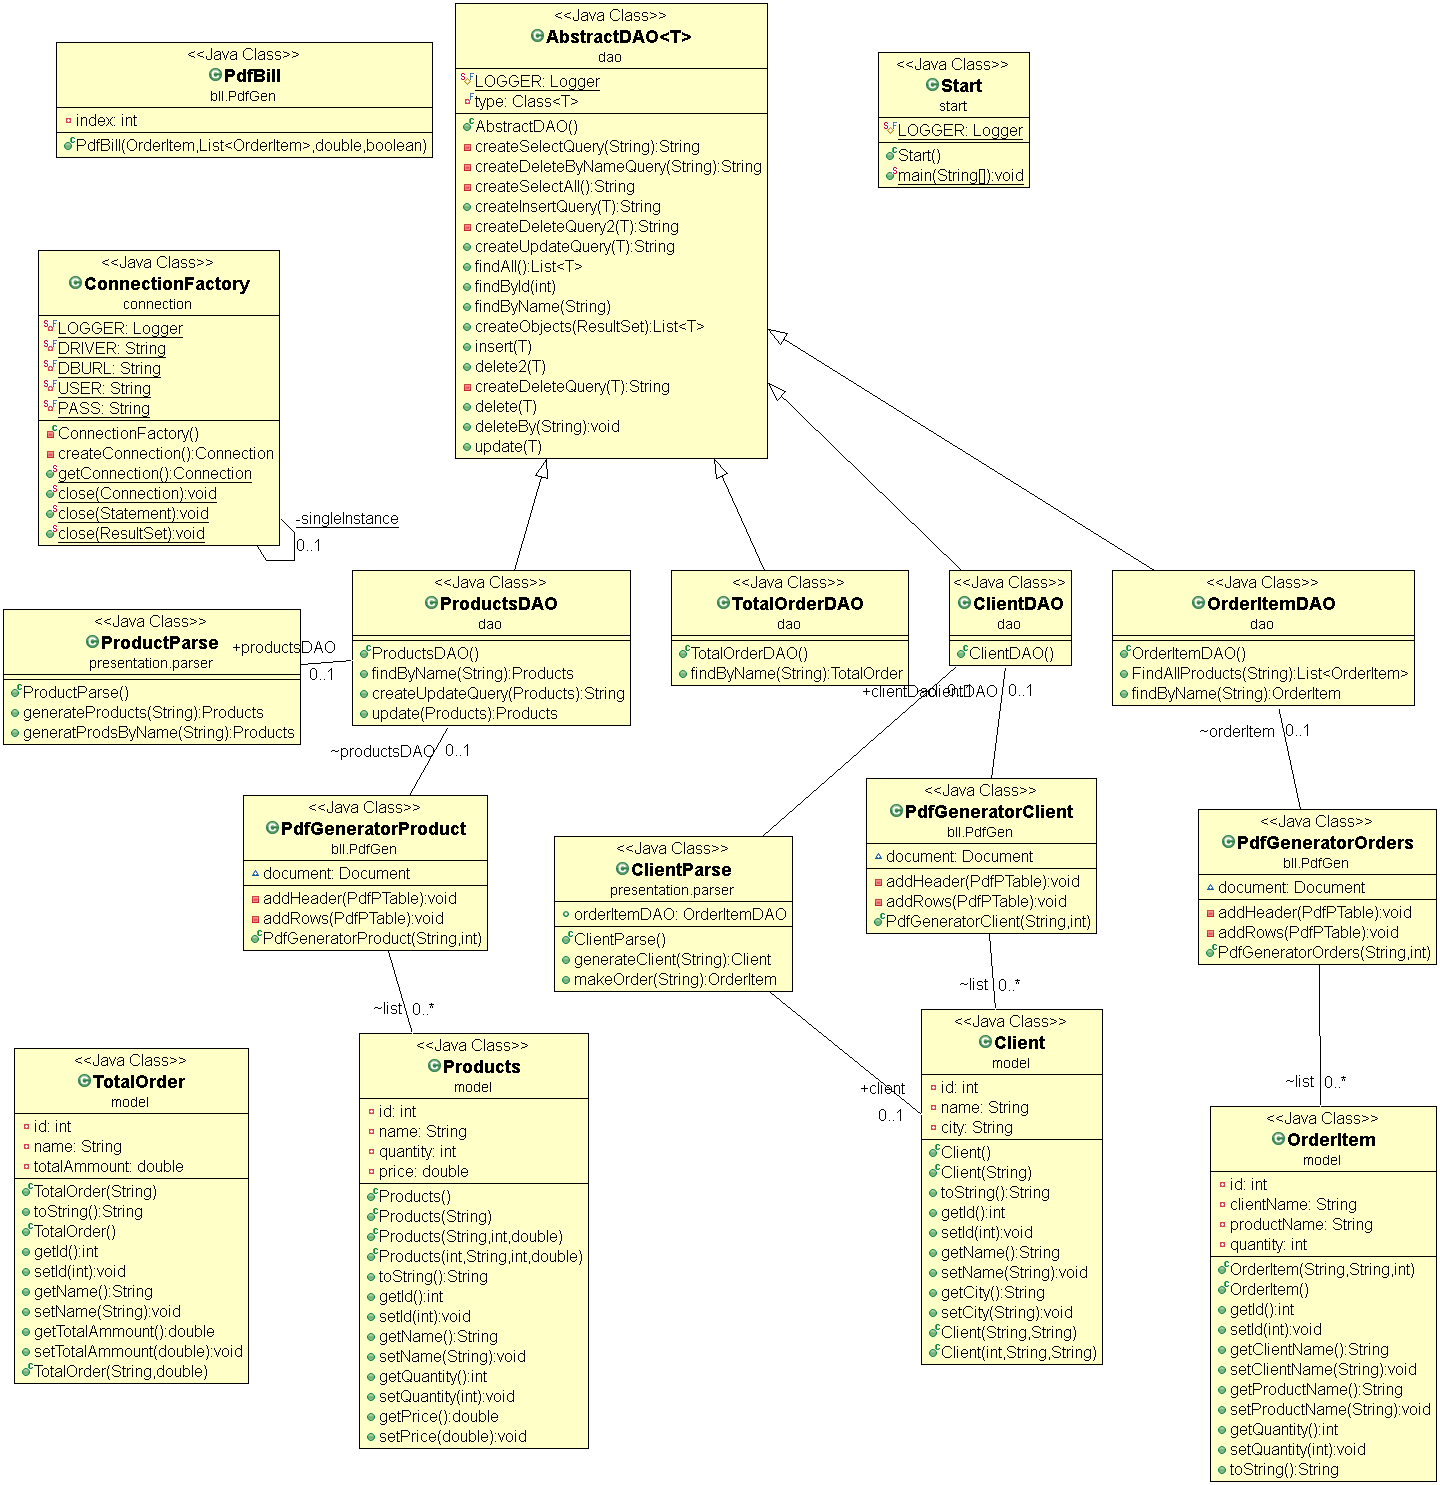 <<Java Class>>
PdfBill
bll.PdfGen
index: int
PdfBill(OrderItem,List<OrderItem>,double,boolean)
<<Java Class>>
AbstractDAO<T>
dao
LOGGER: Logger
type: Class<T>
AbstractDAO()
createSelectQuery(String):String
createDeleteByNameQuery(String):String
createSelectAll():String
createInsertQuery(T):String
createDeleteQuery2(T):String
createUpdateQuery(T):String
findAll():List<T>
findById(int)
findByName(String)
createObjects(ResultSet):List<T>
insert(T)
delete2(T)
createDeleteQuery(T):String
delete(T)
deleteBy(String):void
update(T)
<<Java Class>>
Start
start
LOGGER: Logger
Start()
main(String[]):void
<<Java Class>>
ConnectionFactory
connection
LOGGER: Logger
DRIVER: String
DBURL: String
USER: String
PASS: String
ConnectionFactory()
createConnection():Connection
getConnection():Connection
close(Connection):void
close(Statement):void
close(ResultSet):void
-singleInstance
0..1
<<Java Class>>
ProductParse
presentation.parser
ProductParse()
generateProducts(String):Products
generatProdsByName(String):Products
+productsDAO
0..1
<<Java Class>>
ProductsDAO
dao
ProductsDAO()
findByName(String):Products
createUpdateQuery(Products):String
update(Products):Products
<<Java Class>>
TotalOrderDAO
dao
TotalOrderDAO()
findByName(String):TotalOrder
<<Java Class>>
ClientDAO
dao
ClientDAO()
<<Java Class>>
OrderItemDAO
dao
OrderItemDAO()
FindAllProducts(String):List<OrderItem>
findByName(String):OrderItem
~productsDAO
0..1
+clientDao
0..1
~clientDAO
0..1
~orderItem
0..1
<<Java Class>>
PdfGeneratorProduct
bll.PdfGen
document: Document
addHeader(PdfPTable):void
addRows(PdfPTable):void
PdfGeneratorProduct(String,int)
<<Java Class>>
ClientParse
presentation.parser
orderItemDAO: OrderItemDAO
ClientParse()
generateClient(String):Client
makeOrder(String):OrderItem
<<Java Class>>
PdfGeneratorClient
bll.PdfGen
document: Document
addHeader(PdfPTable):void
addRows(PdfPTable):void
PdfGeneratorClient(String,int)
<<Java Class>>
PdfGeneratorOrders
bll.PdfGen
document: Document
addHeader(PdfPTable):void
addRows(PdfPTable):void
PdfGeneratorOrders(String,int)
~list
0..*
+client
0..1
~list
0..*
~list
0..*
<<Java Class>>
TotalOrder
model
id: int
name: String
totalAmmount: double
TotalOrder(String)
toString():String
TotalOrder()
getId():int
setId(int):void
getName():String
setName(String):void
getTotalAmmount():double
setTotalAmmount(double):void
TotalOrder(String,double)
<<Java Class>>
Products
model
id: int
name: String
quantity: int
price: double
Products()
Products(String)
Products(String,int,double)
Products(int,String,int,double)
toString():String
getId():int
setId(int):void
getName():String
setName(String):void
getQuantity():int
setQuantity(int):void
getPrice():double
setPrice(double):void
<<Java Class>>
Client
model
id: int
name: String
city: String
Client()
Client(String)
toString():String
getId():int
setId(int):void
getName():String
setName(String):void
getCity():String
setCity(String):void
Client(String,String)
Client(int,String,String)
<<Java Class>>
OrderItem
model
id: int
clientName: String
productName: String
quantity: int
OrderItem(String,String,int)
OrderItem()
getId():int
setId(int):void
getClientName():String
setClientName(String):void
getProductName():String
setProductName(String):void
getQuantity():int
setQuantity(int):void
toString():String